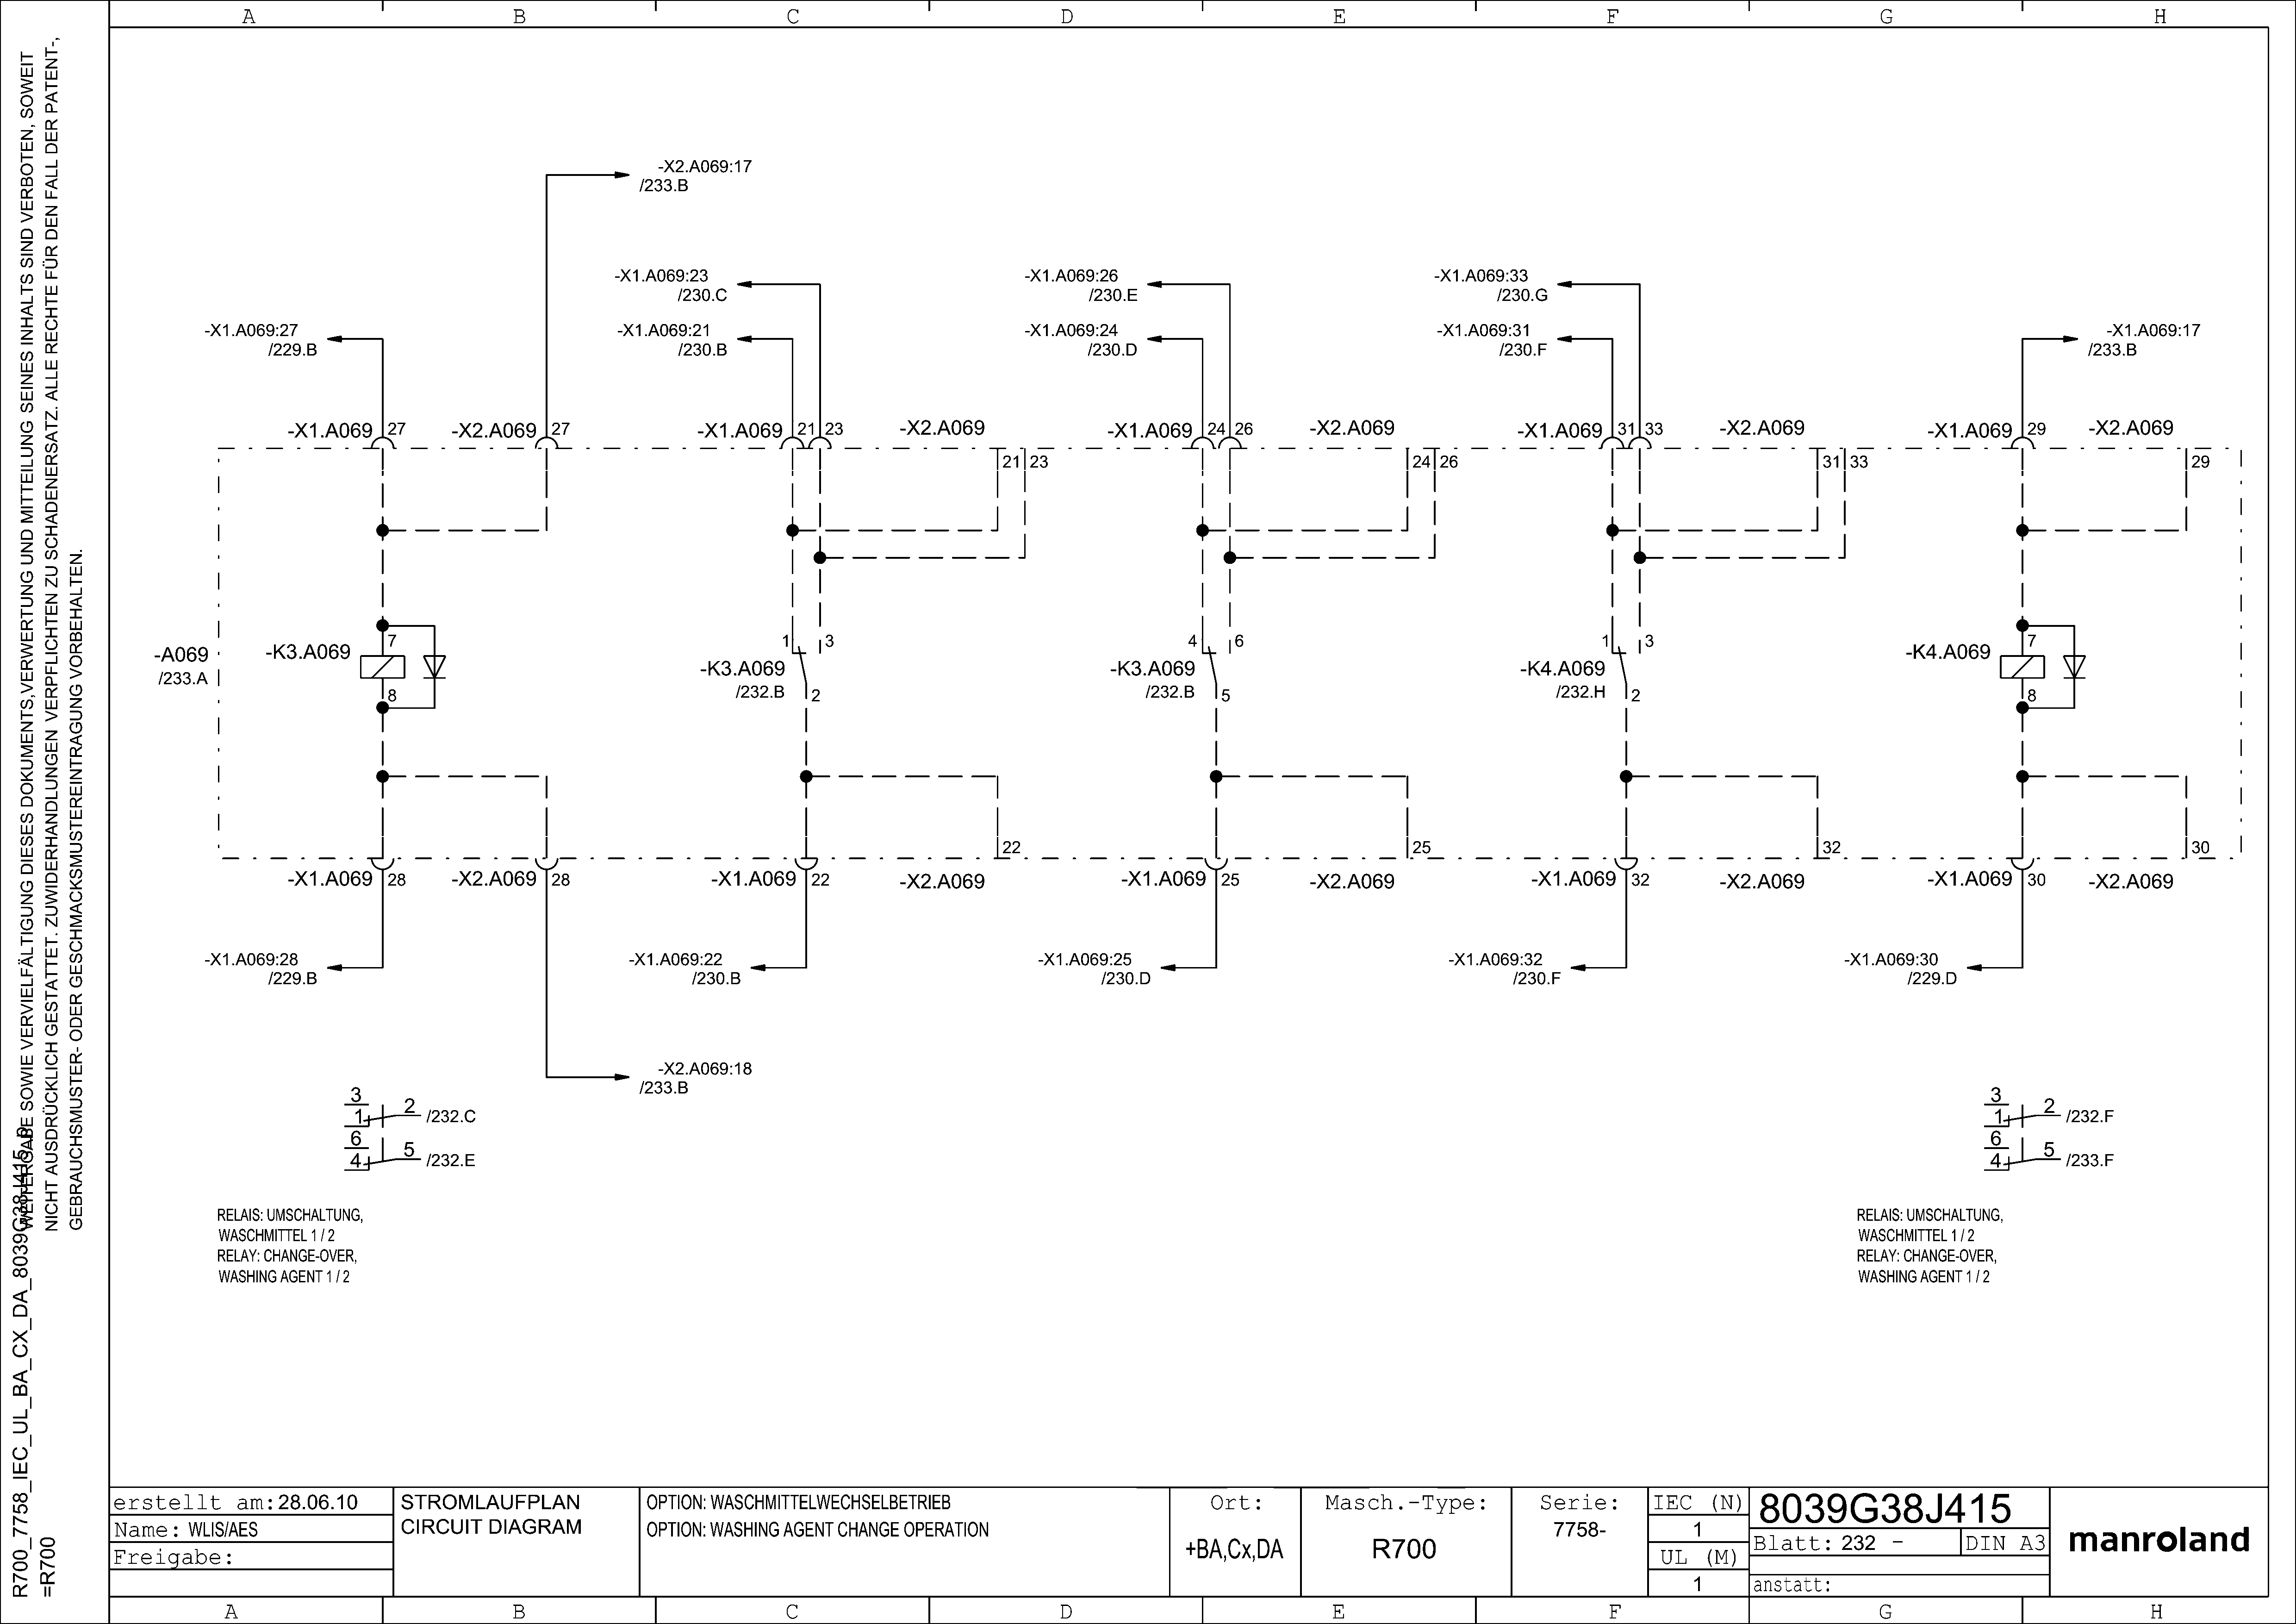 A B C D E F G H
WEITERGABE SOWIE VERVIELFÄLTIGUNG DIESES DOKUMENTS,VERWERTUNG UND MITTEILUNG SEINES INHALTS SIND VERBOTEN, SOWEIT
NICHT AUSDRÜCKLICH GESTATTET. ZUWIDERHANDLUNGEN VERPFLICHTEN ZU SCHADENERSATZ. ALLE RECHTE FÜR DEN FALL DER PATENT-,
GEBRAUCHSMUSTER- ODER GESCHMACKSMUSTEREINTRAGUNG VORBEHALTEN.
-X2.A069:17
/233.B
-X1.A069:23
/230.C
-X1.A069:26
/230.E
-X1.A069:33
/230.G
-X1.A069:27
/229.B
-X1.A069:21
/230.B
-X1.A069:24
/230.D
-X1.A069:31
/230.F
-X1.A069:17
/233.B
-X1.A069 27 -X2.A069 27 -X1.A069 21 23 -X2.A069 -X1.A069 24 26 -X2.A069 -X1.A069 31 33 -X2.A069 -X1.A069 29 -X2.A069
21 23 24 26 31 33 29
7 1 3 4 6 1 3 7
-A069 -K3.A069 -K4.A069
/233.A
-K3.A069 -K3.A069 -K4.A069
/232.B /232.B /232.H
8 2 5 2 8
22 25 32 30
-X1.A069 28 -X2.A069 28 -X1.A069 22 -X2.A069 -X1.A069 25 -X2.A069 -X1.A069 32 -X2.A069 -X1.A069 30 -X2.A069
-X1.A069:28
/229.B
-X1.A069:22
/230.B
-X1.A069:25
/230.D
-X1.A069:32
/230.F
-X1.A069:30
/229.D
-X2.A069:18
/233.B
3
1 2 /232.C
6
4 5 /232.E
3
1 2 /232.F
6
4 5 /233.F
RELAIS: UMSCHALTUNG,
WASCHMITTEL 1 / 2
RELAY: CHANGE-OVER,
WASHING AGENT 1 / 2
RELAIS: UMSCHALTUNG,
WASCHMITTEL 1 / 2
RELAY: CHANGE-OVER,
WASHING AGENT 1 / 2
R700_7758_IEC_UL_BA_CX_DA_8039G38J415_D
=R700
erstellt am: 28.06.10
Name: WLIS/AES
Freigabe:
STROMLAUFPLAN
CIRCUIT DIAGRAM
OPTION: WASCHMITTELWECHSELBETRIEB
OPTION: WASHING AGENT CHANGE OPERATION
Ort:
+BA,Cx,DA
Masch.-Type:
R700
Serie:
7758-
IEC (N)
1
UL (M)
1
8039G38J415
Blatt: 232 -
DIN A3
anstatt:
manroland
A B C D E F G H